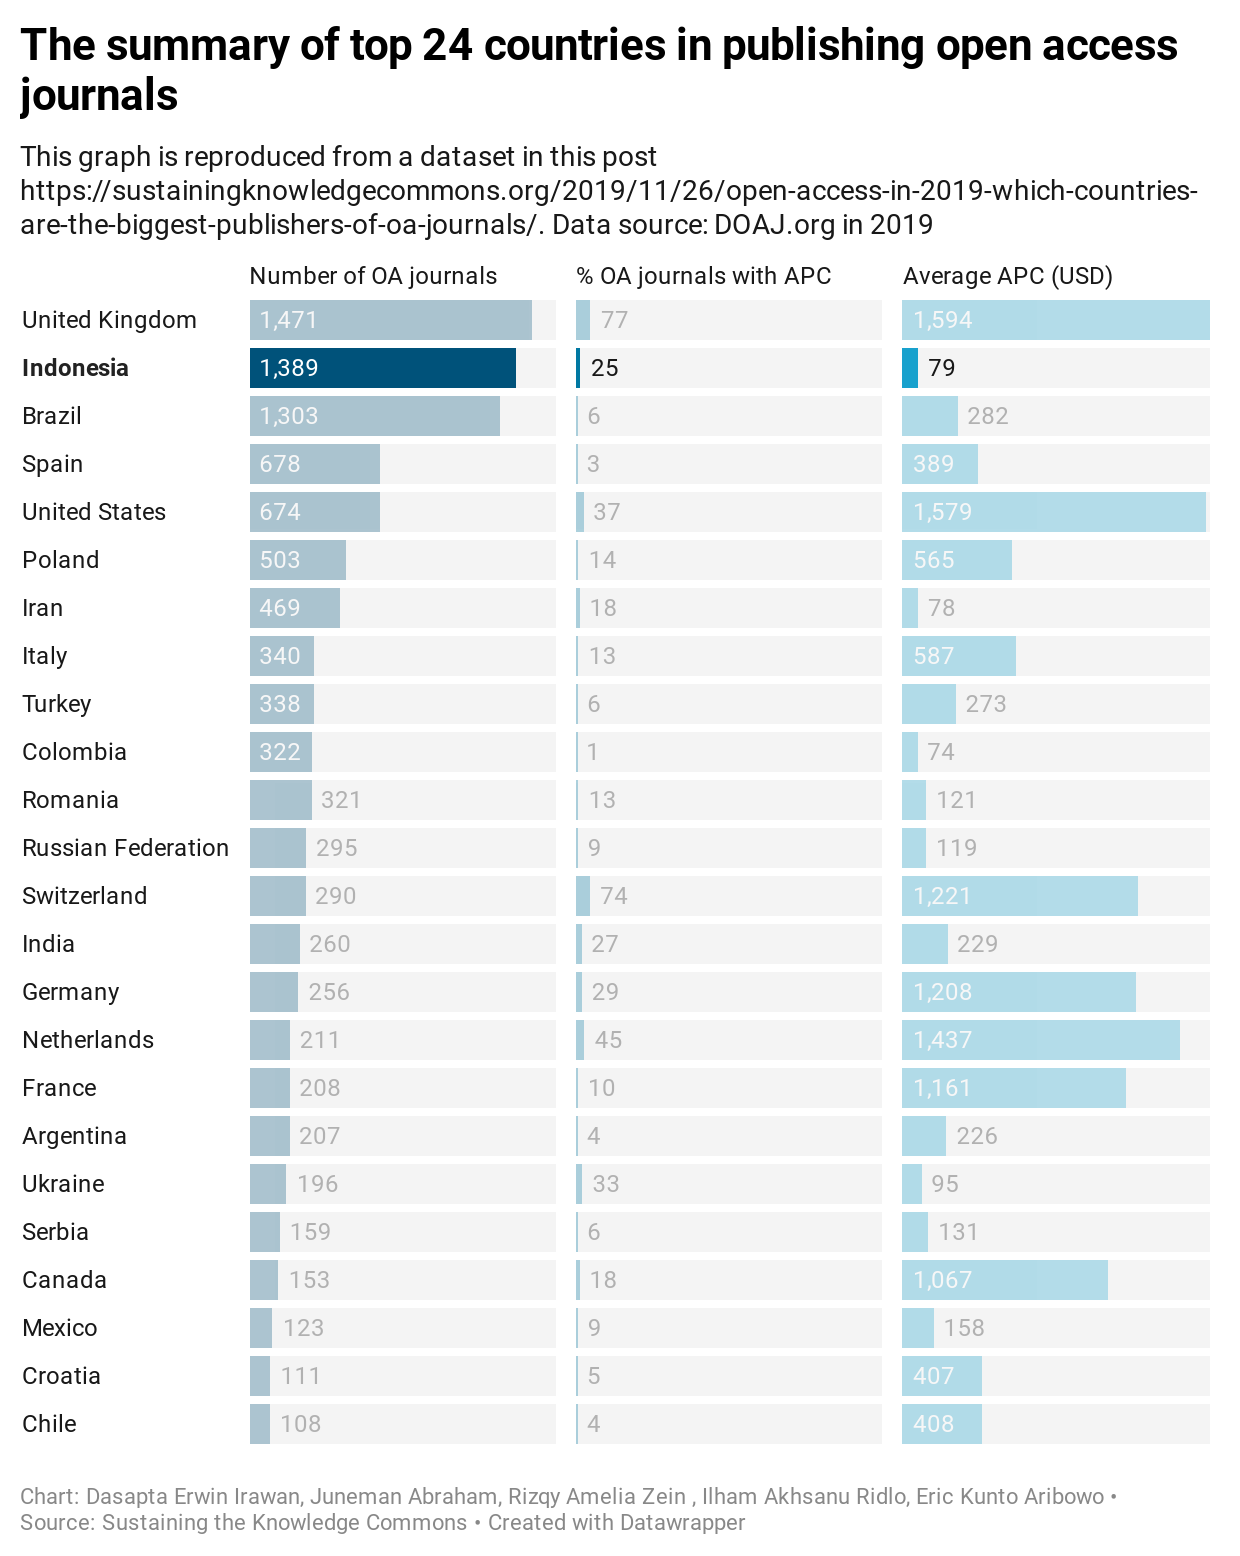 The summary of top 24 countries in publishing open access
journals
This graph is reproduced from a dataset in this post
https://sustainingknowledgecommons.org/2019/11/26/open-access-in-2019-which-countries-
are-the-biggest-publishers-of-oa-journals/. Data source: DOAJ.org in 2019
Number of OA journals % OA journals with APC Average APC (USD)
United Kingdom 1,471 77 1,594
Indonesia 1,389 25 79
Brazil 1,303 6 282
Spain 678 3 389
United States 674 37 1,579
Poland 503 14 565
Iran 469 18 78
Italy 340 13 587
Turkey 338 6 273
Colombia 322 1 74
Romania 321 13 121
Russian Federation 295 9 119
Switzerland 290 74 1,221
India 260 27 229
Germany 256 29 1,208
Netherlands 211 45 1,437
France 208 10 1,161
Argentina 207 4 226
Ukraine 196 33 95
Serbia 159 6 131
Canada 153 18 1,067
Mexico 123 9 158
Croatia 111 5 407
Chile 108 4 408
Chart: Dasapta Erwin Irawan, Juneman Abraham, Rizqy Amelia Zein , Ilham Akhsanu Ridlo, Eric Kunto Aribowo •
Source: Sustaining the Knowledge Commons • Created with Datawrapper